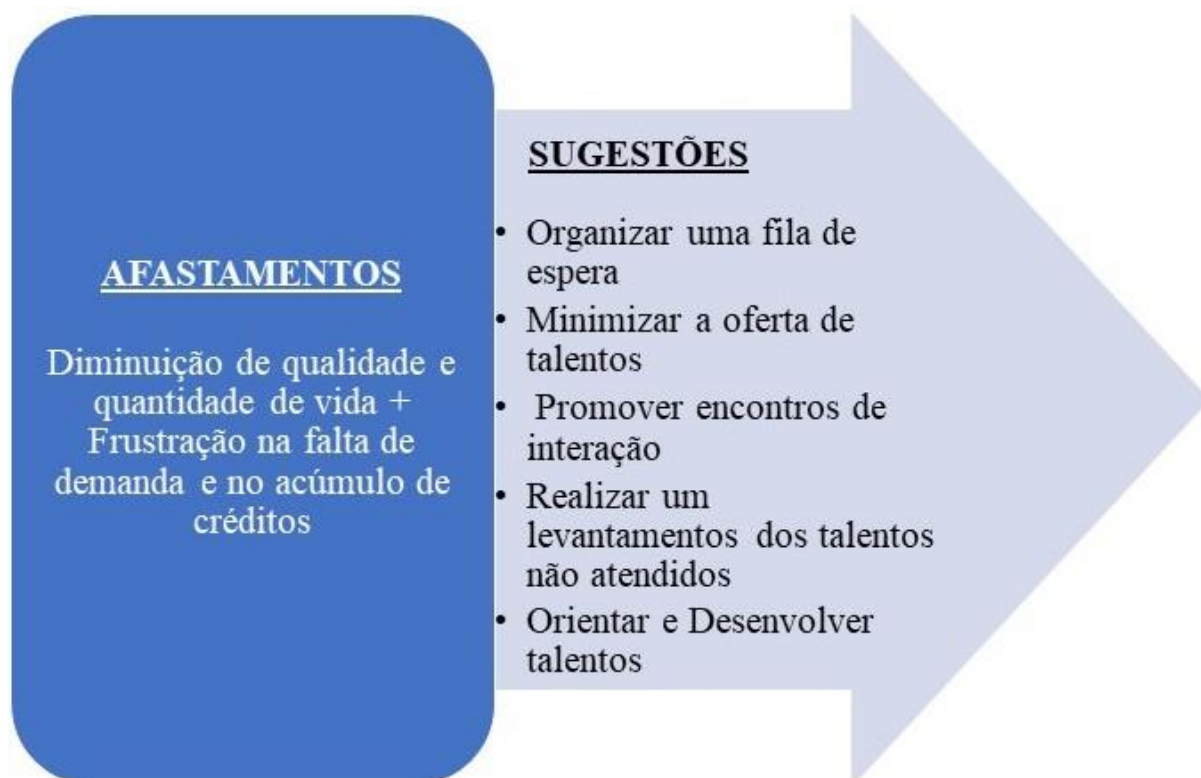 AFASTAMENTOS
Diminuição de qualidade e
quantidade de vida +
Frustração na falta de
demanda e no acúmulo de
créditos
SUGESTÕES
• Organizar uma fila de
espera
• Minimizar a oferta de
talentos
• Promover encontros de
interação
• Realizar um
levantamentos dos talentos
não atendidos
• Orientar e Desenvolver
talentos